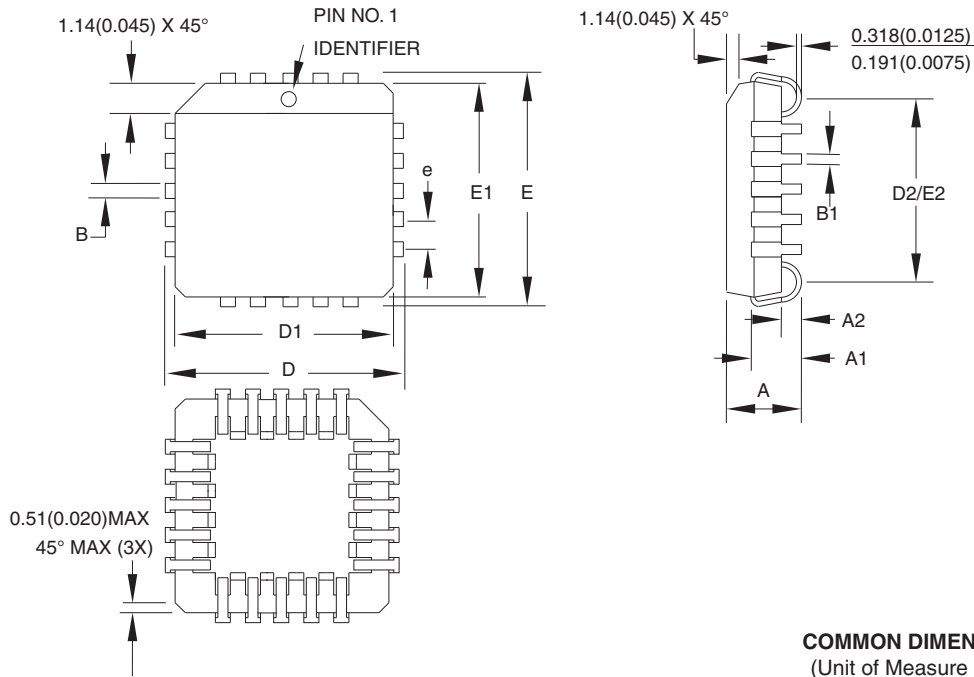 1.14(0.045) X 45°
PIN NO. 1
IDENTIFIER
1.14(0.045) X 45°
0.318(0.0125)
0.191(0.0075)
e
E1
E
B
D1
D
B1
D2/E2
A2
A1
A
0.51(0.020)MAX
45° MAX (3X)
COMMON DIMEN
(Unit of Measure